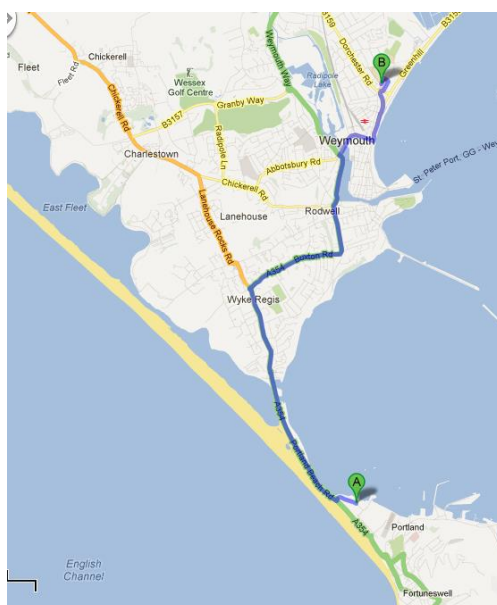 B3159
B3155
B
Greenhill
Dorchester Rd
Weymouth Way
Radipole
Lake
Chickerell
Fleet
Fleet Rd
Wessex
Golf Centre
Granby Way
Chickerell Rd
B3157
Radipole Ln
Weymouth
St. Peter Port, GG - Wey
Charlestown
Abbotsbury Rd
Chickerell Rd
East Fleet
Lanehouse
Rodwell
Lanehouse Rocks Rd
A354
Buxton Rd
Wyke Regis
A354
Portland Beach Rd
A
A354
Portland
English
Channel
Fortuneswell